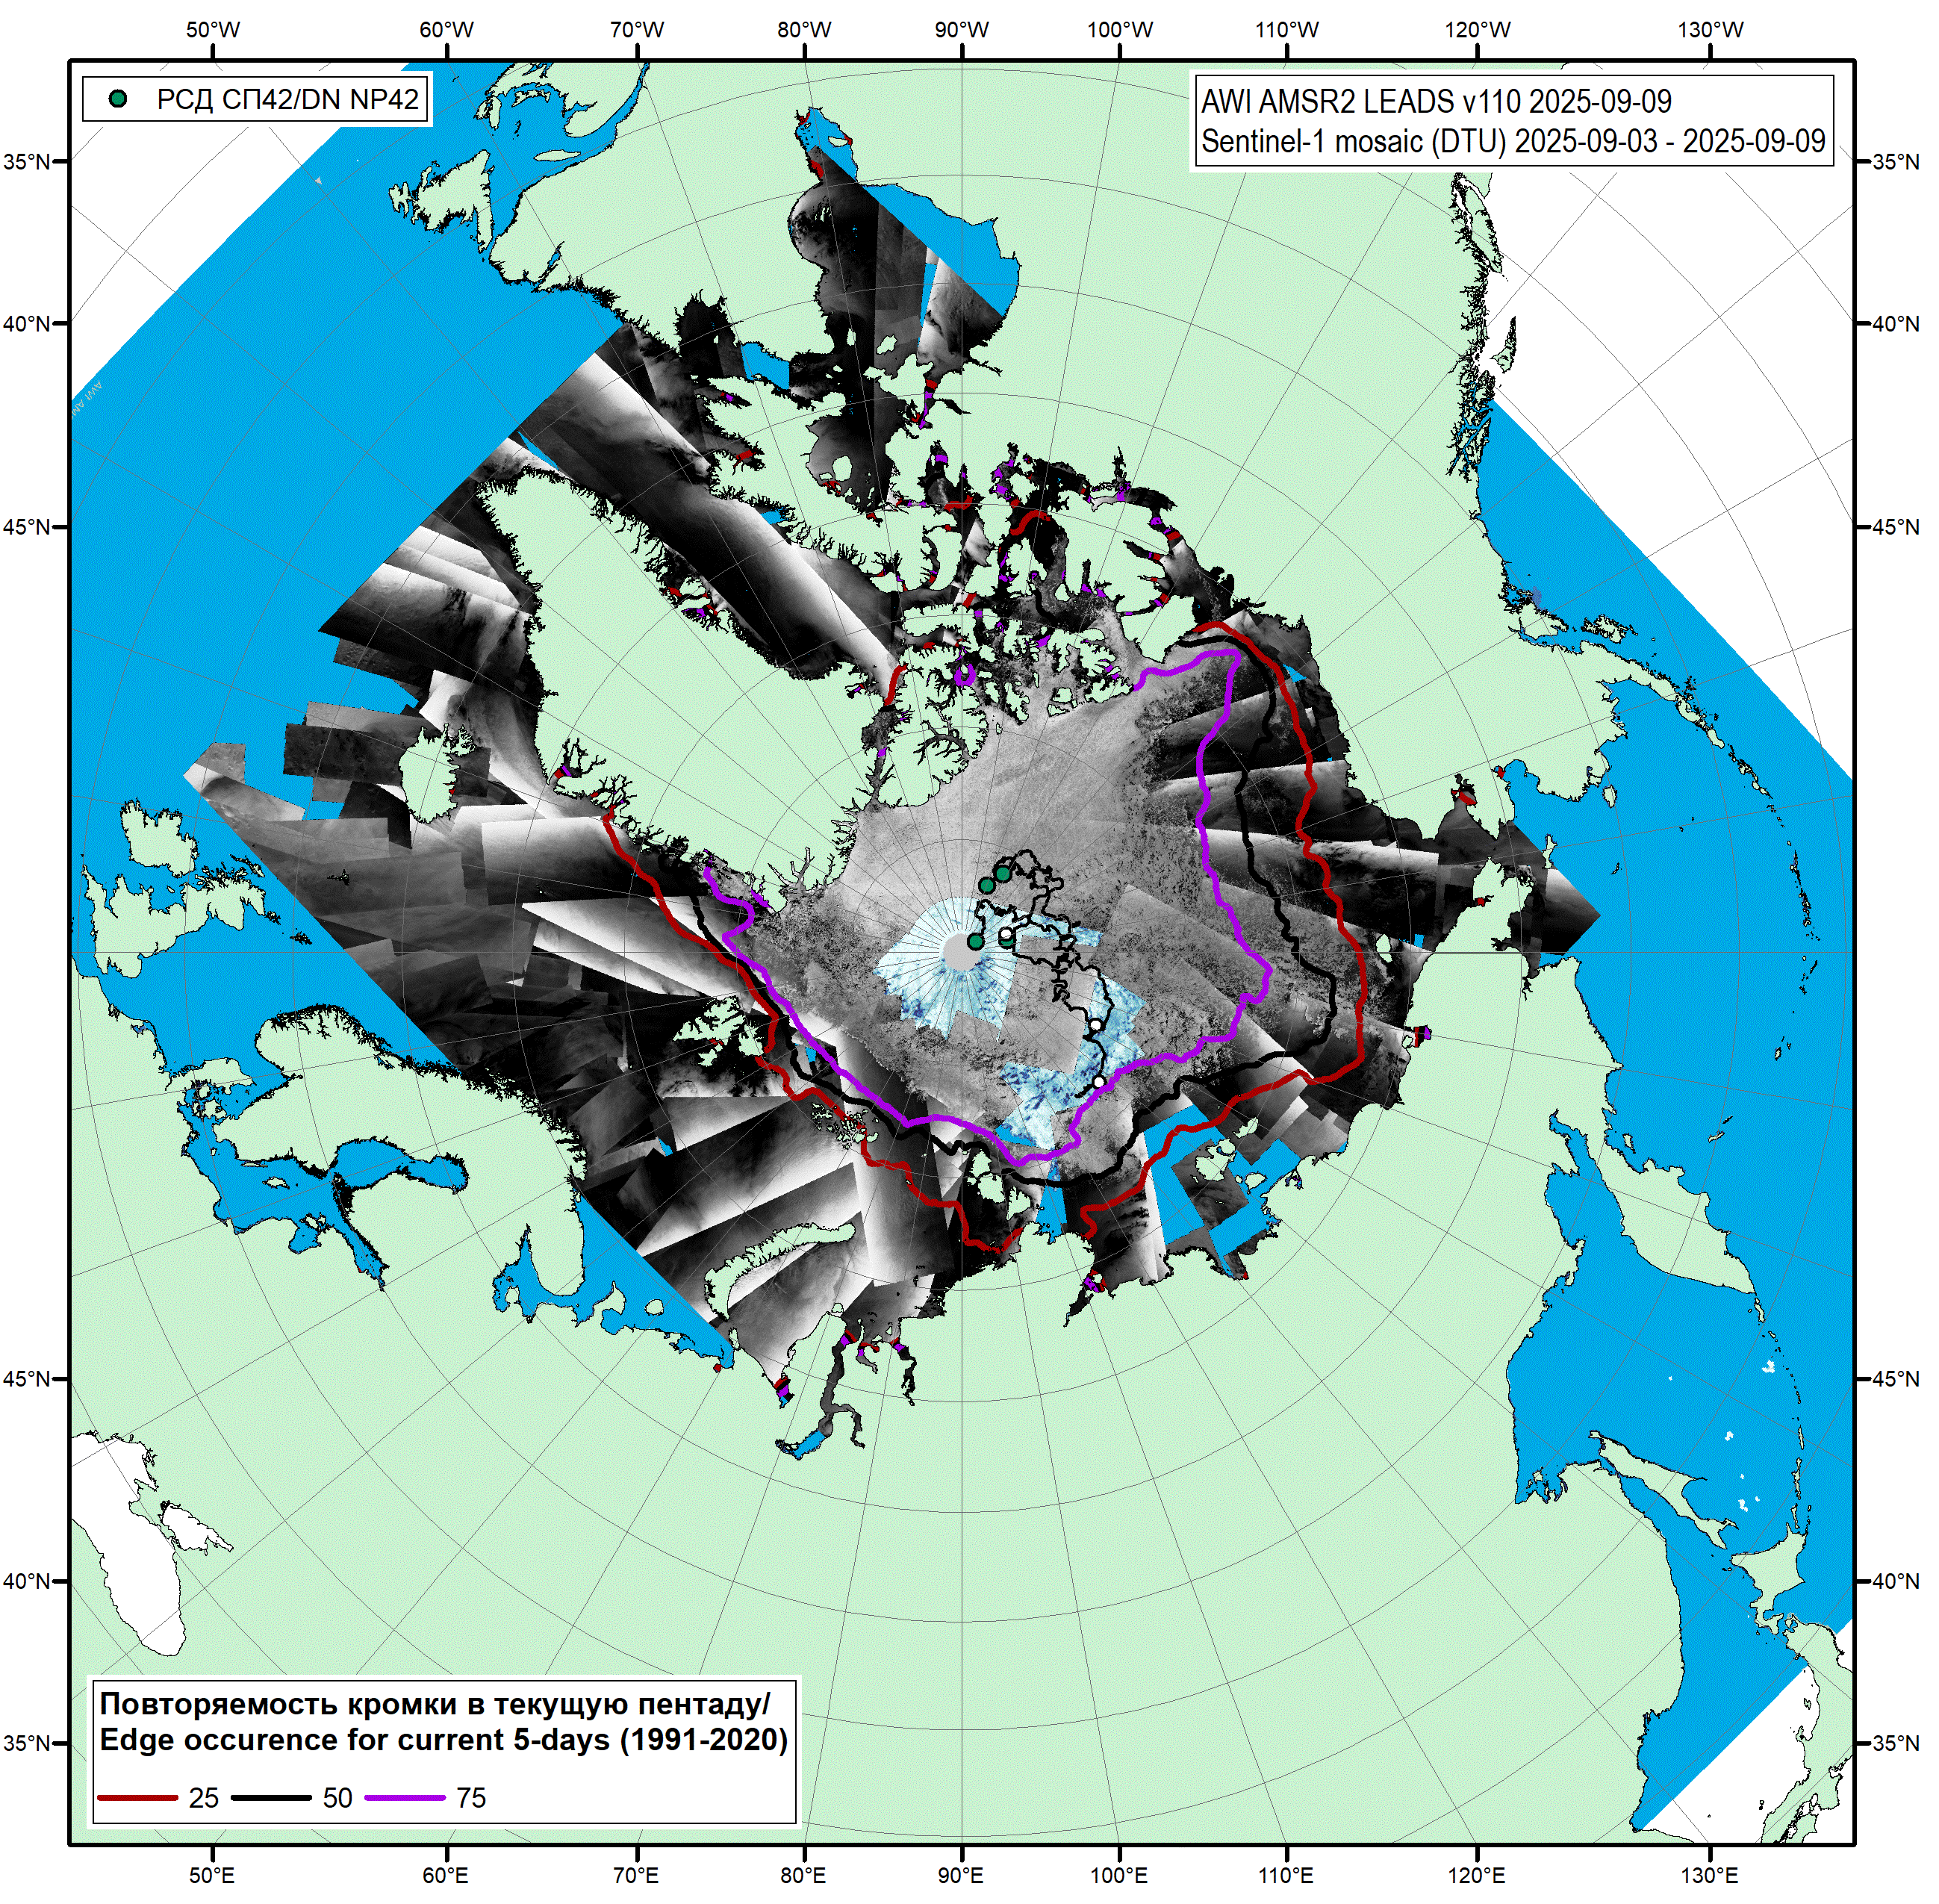 50°W 60°W 70°W 80°W 90°W 100°W 110°W 120°W 130°W
РСД СП42/DN NP42
AWI AMSR2 LEADS v110 2025-09-09
Sentinel-1 mosaic (DTU) 2025-09-03 - 2025-09-09
35°N 35°N
40°N 40°N
45°N 45°N
45°N 45°N
40°N 40°N
35°N 35°N
Повторяемость кромки в текущую пентаду/
Edge occurence for current 5-days (1991-2020)
25 50 75
50°E 60°E 70°E 80°E 90°E 100°E 110°E 120°E 130°E